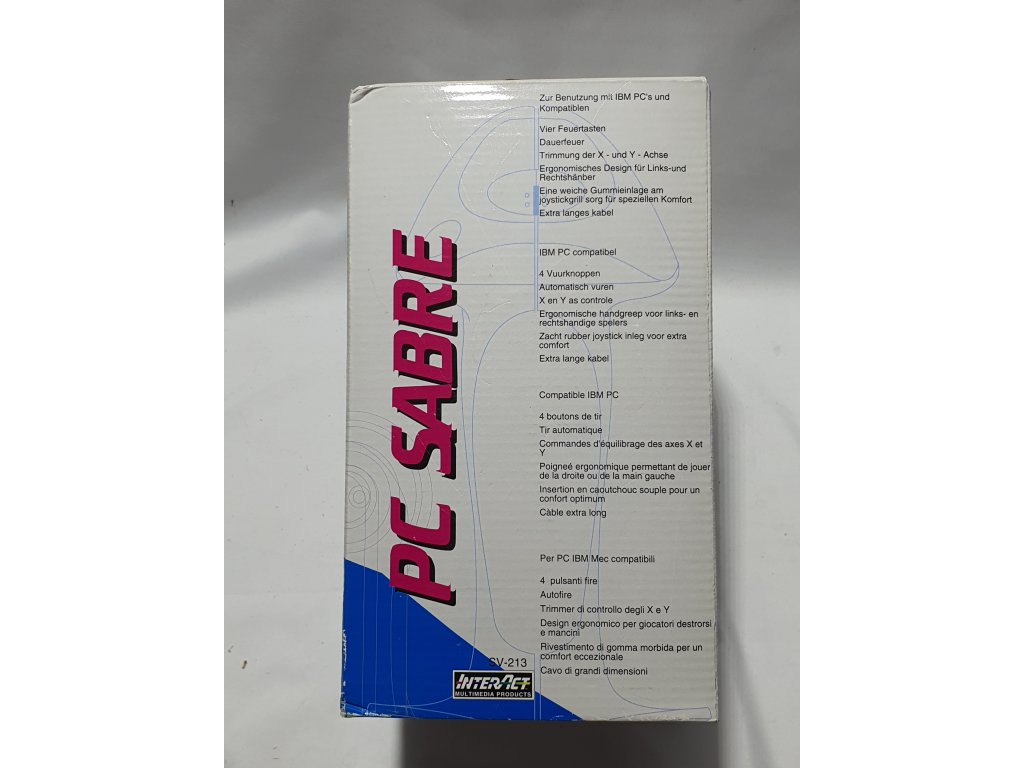 PC SABRE
Zur Benutzung mit IBM PC's und
Kompatiblen
Vier Feuertasten
Dauerfeuer
Trimmung der X - und Y - Achse
Ergonomisches Design für Links-und
Rechtshänber
Eine weiche Gummieinlage am
joystickgrill sorg für speziellen Komfort
Extra langes kabel
IBM PC compatibel
4 Vuurknoppen
Automatisch vuren
X en Y as controle
Ergonomische handgreep voor links- en
rechtshandige spelers
Zacht rubber joystick inleg voor extra
comfort
Extra lange kabel
Compatible IBM PC
4 boutons de tir
Tir automatique
Commandes d'équilibrage des axes X et
Y
Poigneé ergonomique permettant de jouer
de la droite ou de la main gauche
Insertion en caoutchouc souple pour un
confort optimum
Câble extra long
Per PC IBM Mec compatibili
4 pulsanti fire
Autofire
Trimmer di controllo degli X e Y
Design ergonomico per giocatori destrorsi
e mancini
Rivestimento di gomma morbida per un
comfort eccezionale
Cavo di grandi dimensioni
SV-213
INTERACT
MULTIMEDIA PRODUCTS